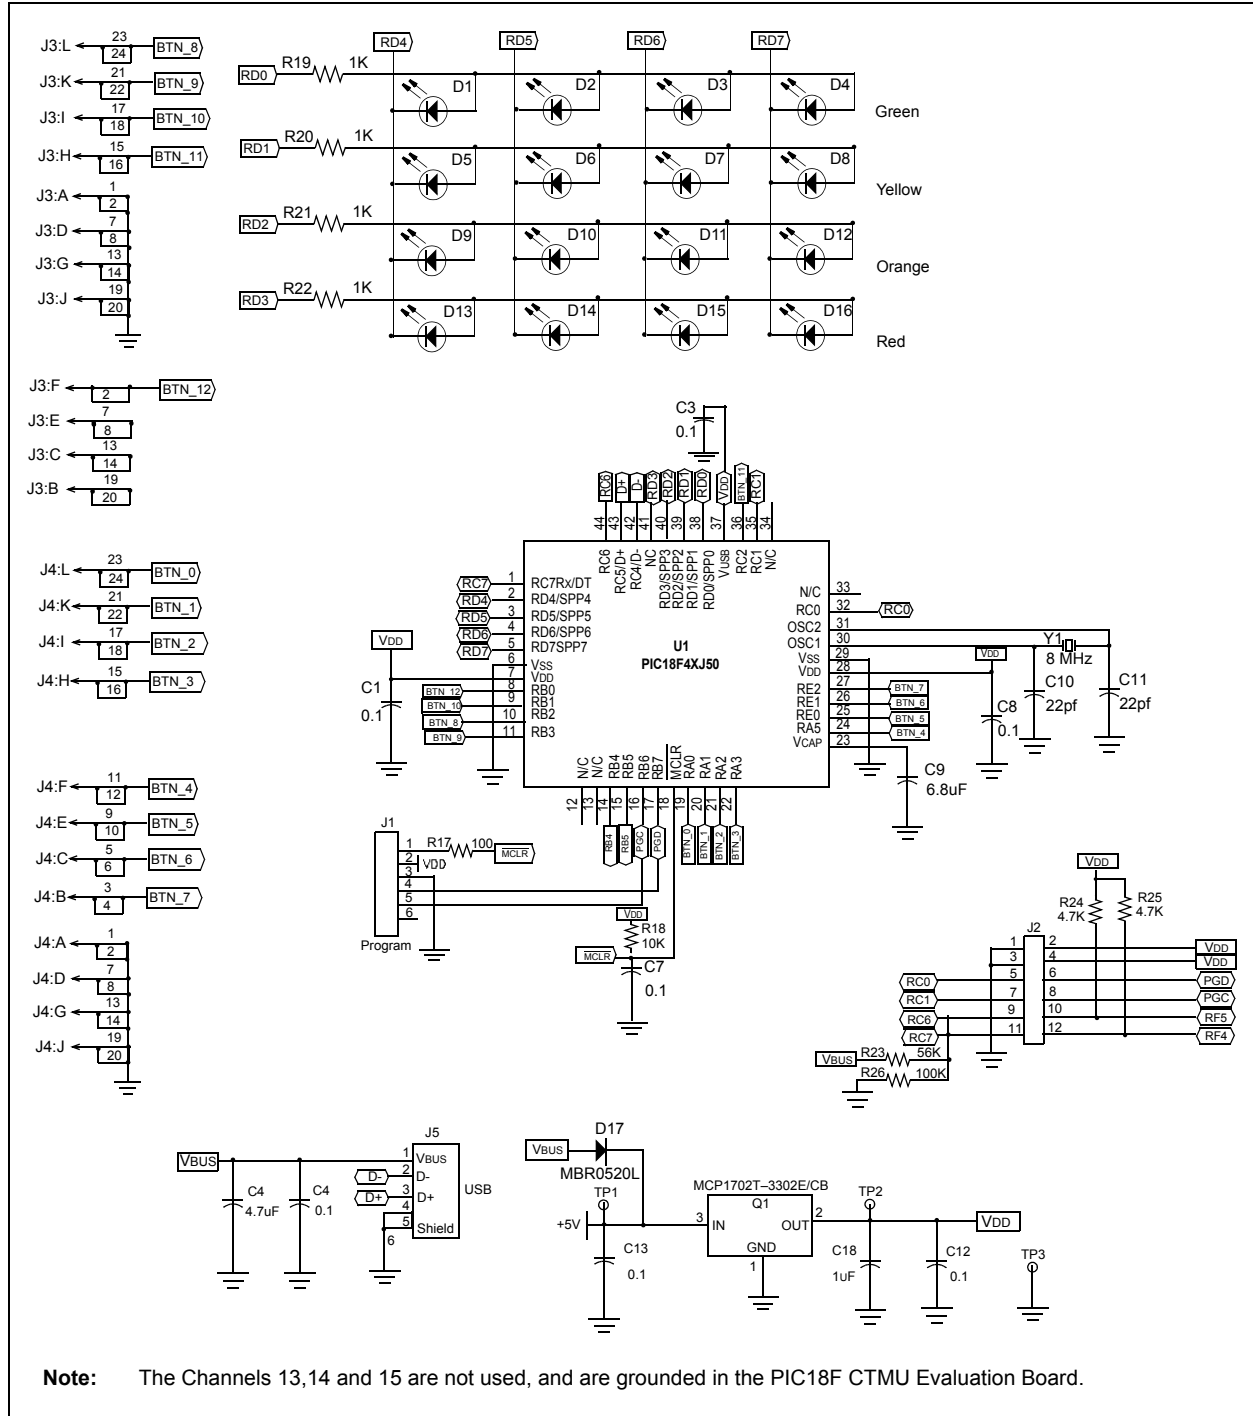 J3:L 23 24 BTN_8
J3:K 21 22 BTN_9
J3:I 17 18 BTN_10
J3:H 15 16 BTN_11
J3:A 1 2
J3:D 7 8
J3:G 13 14
J3:J 19 20
RD4 RD5 RD6 RD7
RD0 R19 1K D1 D2 D3 D4 Green
RD1 R20 1K D5 D6 D7 D8 Yellow
RD2 R21 1K D9 D10 D11 D12 Orange
RD3 R22 1K D13 D14 D15 D16 Red
J3:F 2 BTN_12
J3:E 7 8
J3:C 13 14
J3:B 19 20
C3
0.1
RC6 D+ D- RD3 RD2 RD1 RD0 VDD BTN_11 RC1
44 43 42 41 40 39 38 37 36 35 34
RC6 RC5/D+ RC4/D- NC RD3/SPP3 RD2/SPP2 RD1/SPP1 RD0/SPP0 VUSB RC2 RC1 N/C
J4:L 23 24 BTN_0
J4:K 21 22 BTN_1
J4:I 17 18 BTN_2
J4:H 15 16 BTN_3
RC7 1 RC7Rx/DT
RD4 2 RD4/SPP4
RD5 3 RD5/SPP5
RD6 4 RD6/SPP6
RD7 5 RD7SPP7
6 VSS
VDD 7 VDD
BTN_12 8 RB0
BTN_10 9 RB1
BTN_8 10 RB2
BTN_9 11 RB3
C1
0.1
U1
PIC18F4XJ50
N/C 33
RC0 32 RC0
OSC2 31
OSC1 30
VSS 29
VDD 28
RE2 27 BTN_7
RE1 26 BTN_6
RE0 25 BTN_5
RA5 24 BTN_4
VCAP 23
Y1
8 MHz
VDD
C8
0.1
C10
22pf
C11
22pf
C9
6.8uF
N/C N/C RB4 RB5 RB6 RB7 MCLR RA0 RA1 RA2 RA3
12 13 14 15 16 17 18 19 20 21 22
RB4 RB5 PGC PGD BTN_0 BTN_1 BTN_2 BTN_3
J4:F 11 12 BTN_4
J4:E 9 10 BTN_5
J4:C 5 6 BTN_6
J4:B 3 4 BTN_7
J4:A 1 2
J4:D 7 8
J4:G 13 14
J4:J 19 20
J1
1 R17 100 MCLR
2 VDD
3
4
5
6
Program
VDD
R18
10K
MCLR
C7
0.1
VDD
R24
4.7K
R25
4.7K
J2
1 2 VDD
3 4 VDD
RC0 5 6 PGD
RC1 7 8 PGC
RC6 9 10 RF5
RC7 11 12 RF4
VBUS R23 56K
R26 100K
J5
VBUS 1 VBUS
D- 2 D-
D+ 3 D+
4
5 Shield
6
USB
C4
4.7uF
C4
0.1
D17
VBUS
MBR0520L
TP1
+5V
C13
0.1
MCP1702T–3302E/CB
Q1
3 IN OUT 2
GND
1
TP2
VDD
C18
1uF
C12
0.1
TP3
Note: The Channels 13,14 and 15 are not used, and are grounded in the PIC18F CTMU Evaluation Board.